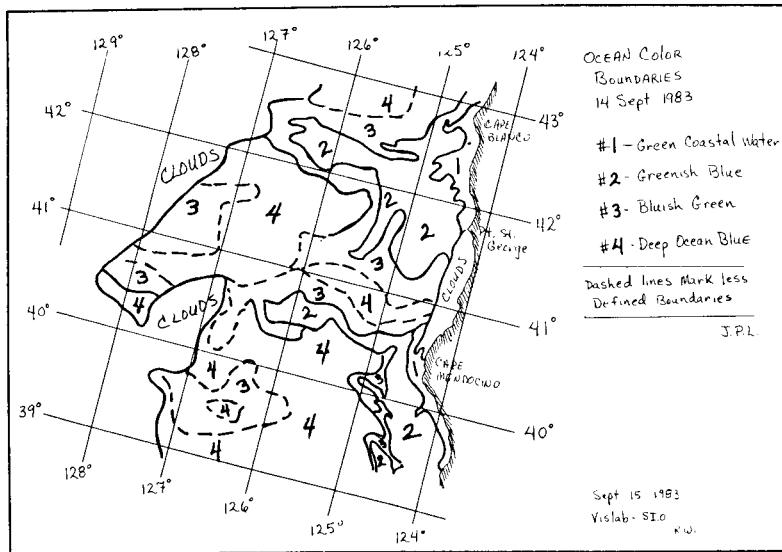 129°
128°
127°
126°
125°
124°
42°
43°
41°
42°
40°
41°
39°
40°
128°
127°
126°
125°
124°
CLOUDS
CLOUDS
CLOUDS
CAPE
BLANCO
Pt. St.
George
CAPE
MENDOCINO
4
3
2
1
3
4
2
2
3
3
4
3
4
2
4
4
3
4
4
4
3
2
3
2
OCEAN COLOR
BOUNDARIES
14 Sept 1983
#1 - Green Coastal Water
#2 - Greenish Blue
#3 - Bluish Green
#4 - Deep Ocean Blue
Dashed lines Mark less
Defined Boundaries
J.P.L.
Sept 15 1983
Vislab - SIO
R.W.